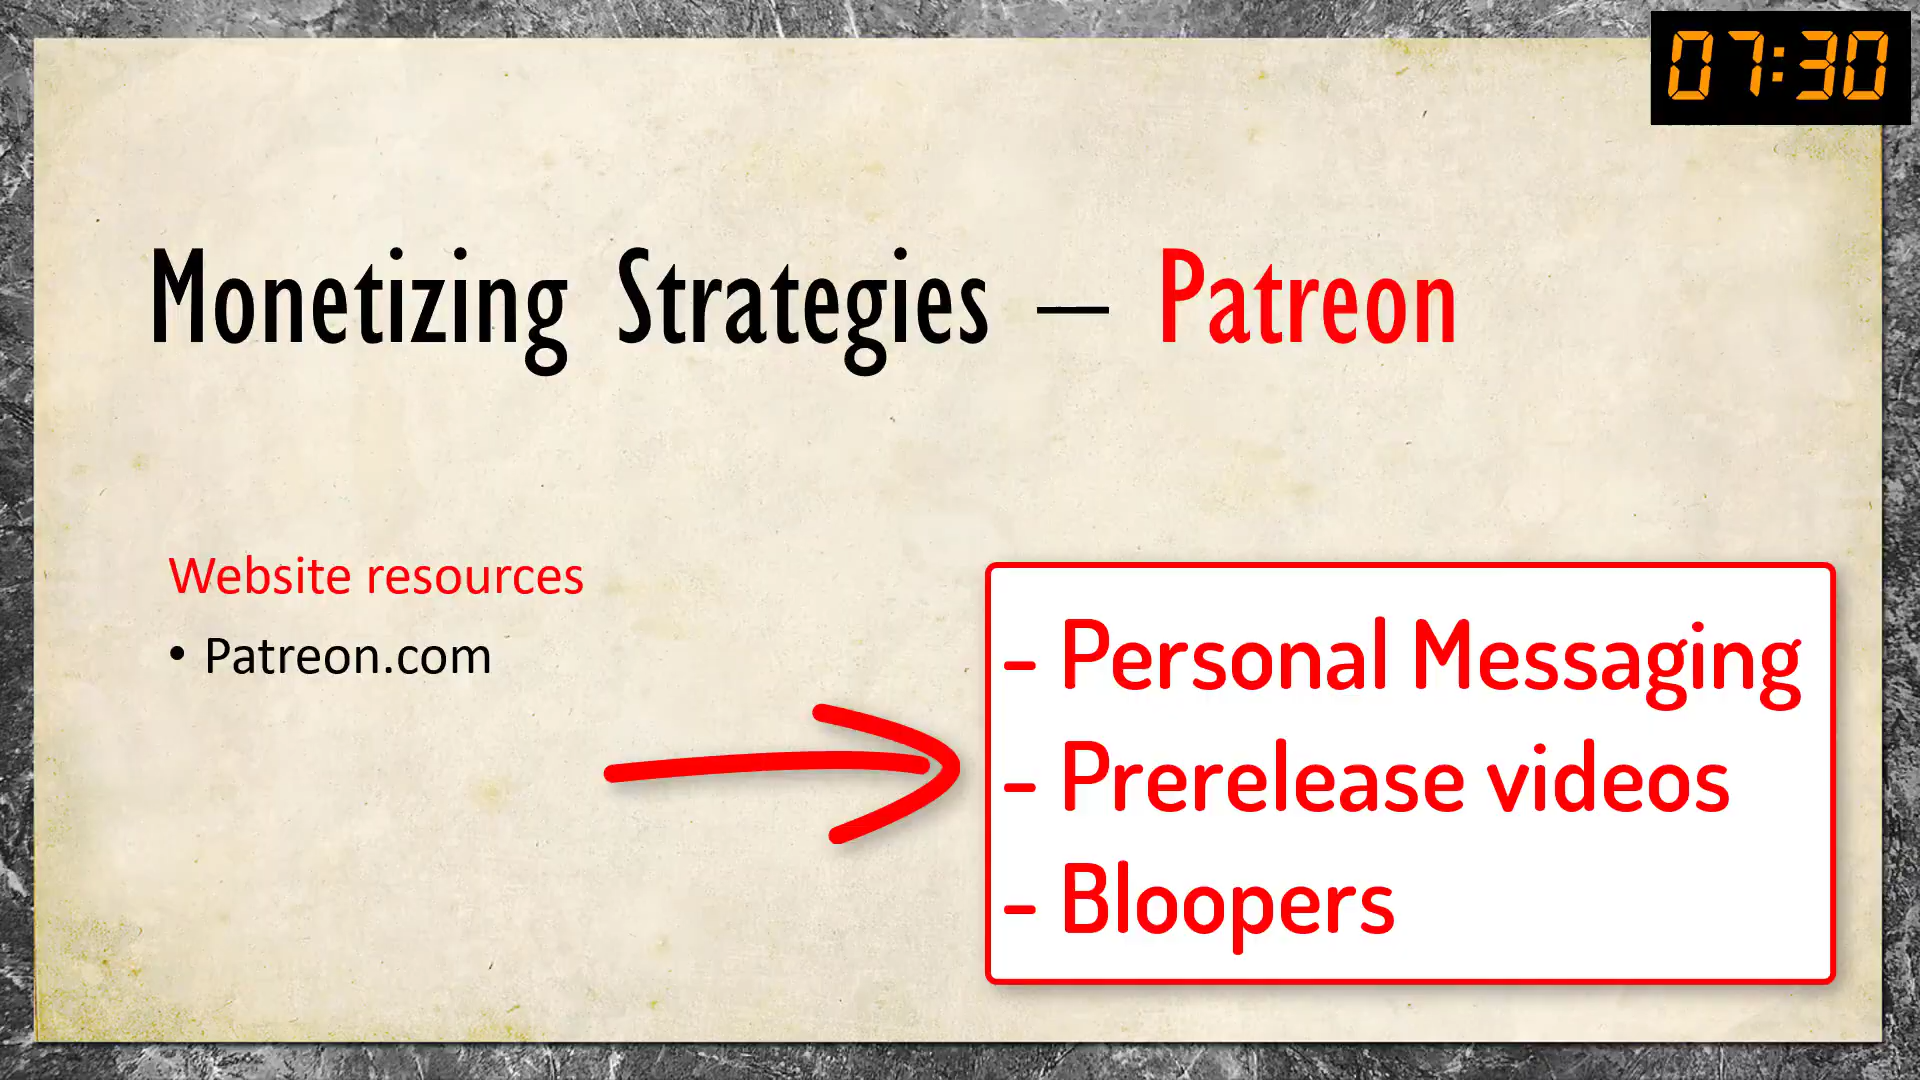 07:30
Monetizing Strategies — Patreon
Website resources
• Patreon.com
- Personal Messaging
- Prerelease videos
- Bloopers